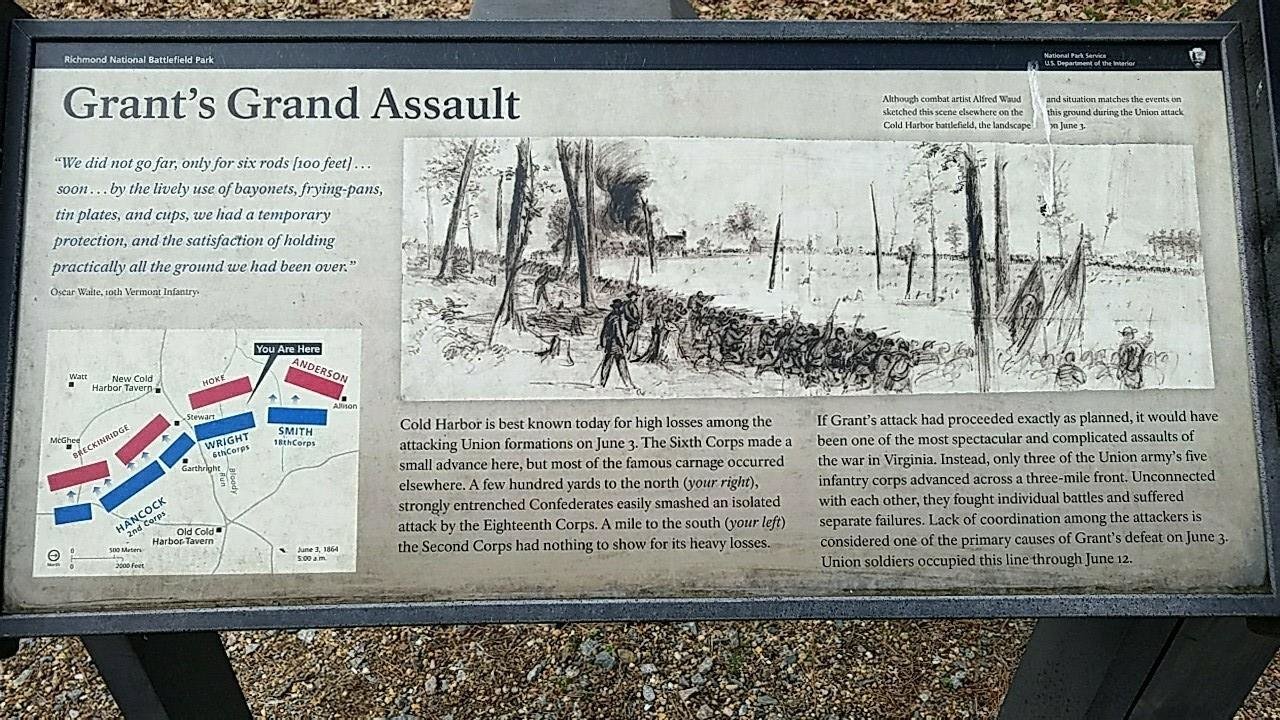 Richmond National Battlefield Park
National Park Service
U.S. Department of the Interior
Grant's Grand Assault
Although combat artist Alfred Waud and situation matches the events on
sketched this scene elsewhere on the this ground during the Union attack
Cold Harbor battlefield, the landscape on June 3.
"We did not go far, only for six rods [100 feet] . . .
soon . . . by the lively use of bayonets, frying-pans,
tin plates, and cups, we had a temporary
protection, and the satisfaction of holding
practically all the ground we had been over."
Oscar Waite, 10th Vermont Infantry
You Are Here
Watt
New Cold
Harbor Tavern
HOKE
ANDERSON
Allison
Stewart
McGhee
BRECKINRIDGE
WRIGHT
6thCorps
SMITH
18thCorps
Garthright
Bloody
Run
HANCOCK
2nd Corps
Old Cold
Harbor Tavern
North
0 500 Meters
0 2000 Feet
June 3, 1864
5:00 a.m.
Cold Harbor is best known today for high losses among the
attacking Union formations on June 3. The Sixth Corps made a
small advance here, but most of the famous carnage occurred
elsewhere. A few hundred yards to the north (your right),
strongly entrenched Confederates easily smashed an isolated
attack by the Eighteenth Corps. A mile to the south (your left)
the Second Corps had nothing to show for its heavy losses.
If Grant's attack had proceeded exactly as planned, it would have
been one of the most spectacular and complicated assaults of
the war in Virginia. Instead, only three of the Union army's five
infantry corps advanced across a three-mile front. Unconnected
with each other, they fought individual battles and suffered
separate failures. Lack of coordination among the attackers is
considered one of the primary causes of Grant's defeat on June 3.
Union soldiers occupied this line through June 12.